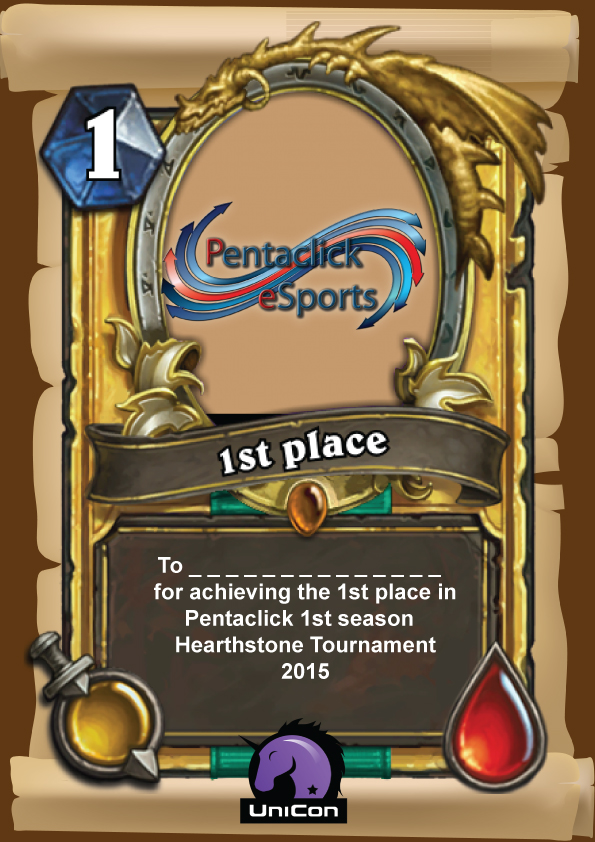 1
Pentaclick
eSports
1st place
To _ _ _ _ _ _ _ _ _ _ _ _ _ _
for achieving the 1st place in
Pentaclick 1st season
Hearthstone Tournament
2015
UniCon